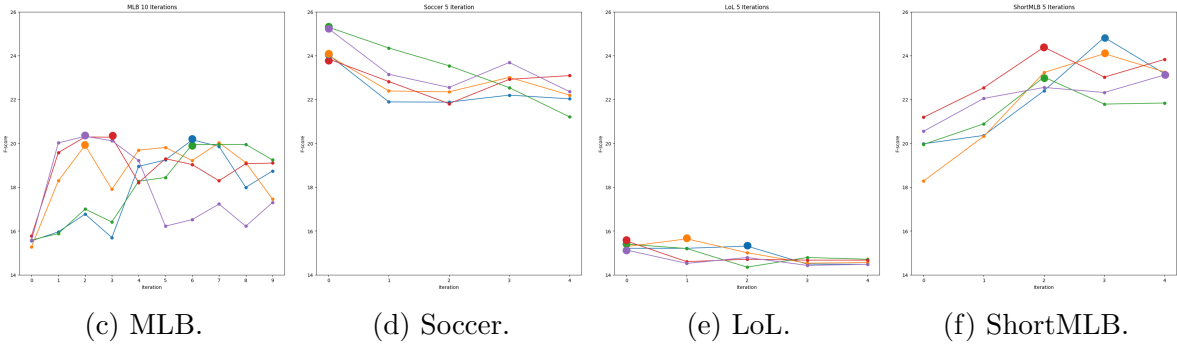 MLB 10 Iterations
26
24
22
20
18
16
14
F-score
0 1 2 3 4 5 6 7 8 9
Iteration
(c) MLB.
Soccer 5 Iteration
26
24
22
20
18
16
14
F-score
0 1 2 3 4
Iteration
(d) Soccer.
LoL 5 Iterations
26
24
22
20
18
16
14
F-score
0 1 2 3 4
Iteration
(e) LoL.
ShortMLB 5 Iterations
26
24
22
20
18
16
14
F-score
0 1 2 3 4
Iteration
(f) ShortMLB.